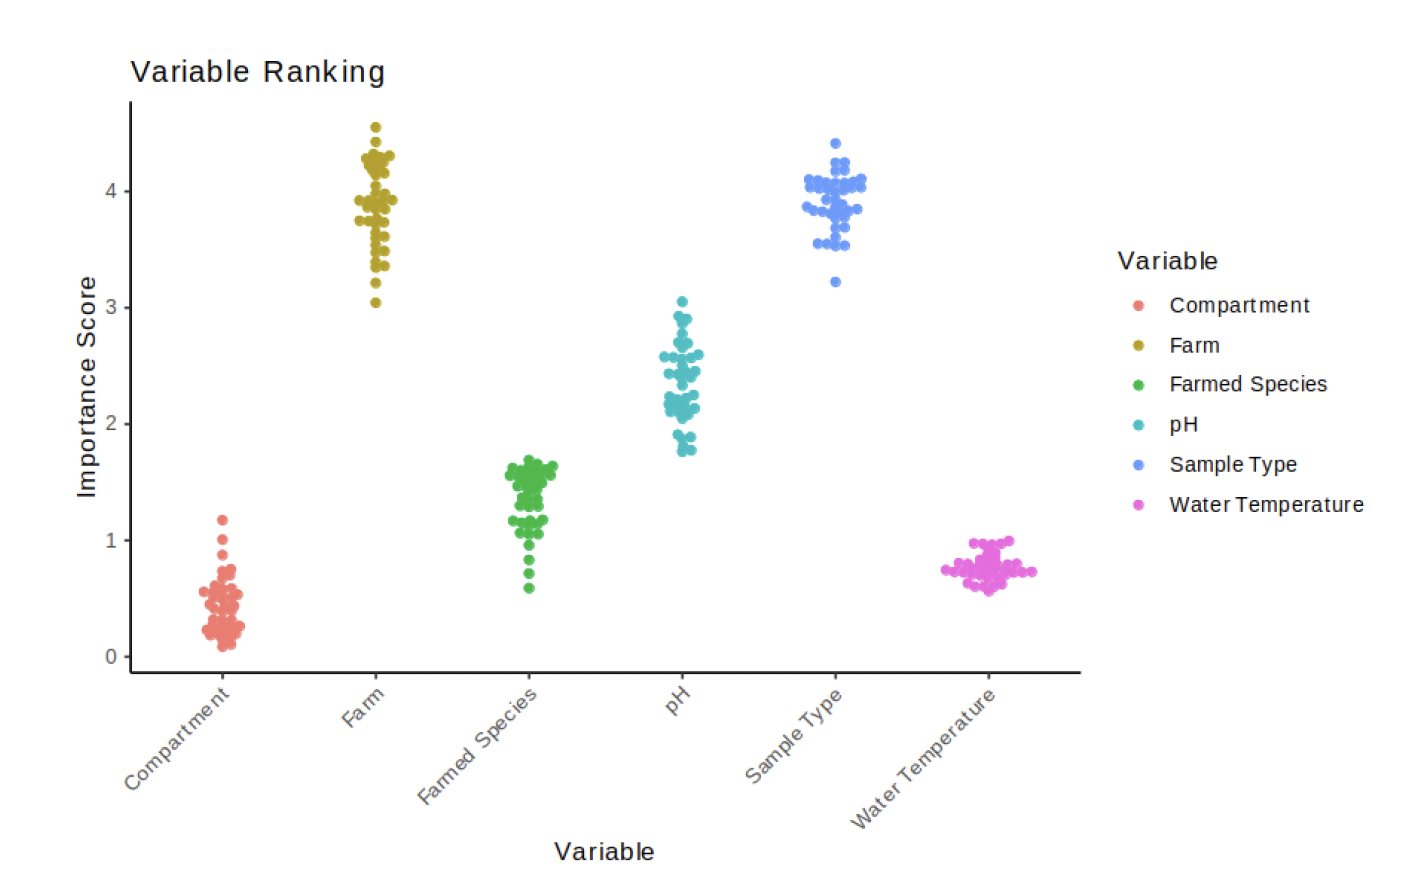 Variable Ranking
Importance Score
4
3
2
1
0
Compartment
Farm
Farmed Species
pH
Sample Type
Water Temperature
Variable
Variable
Compartment
Farm
Farmed Species
pH
Sample Type
Water Temperature